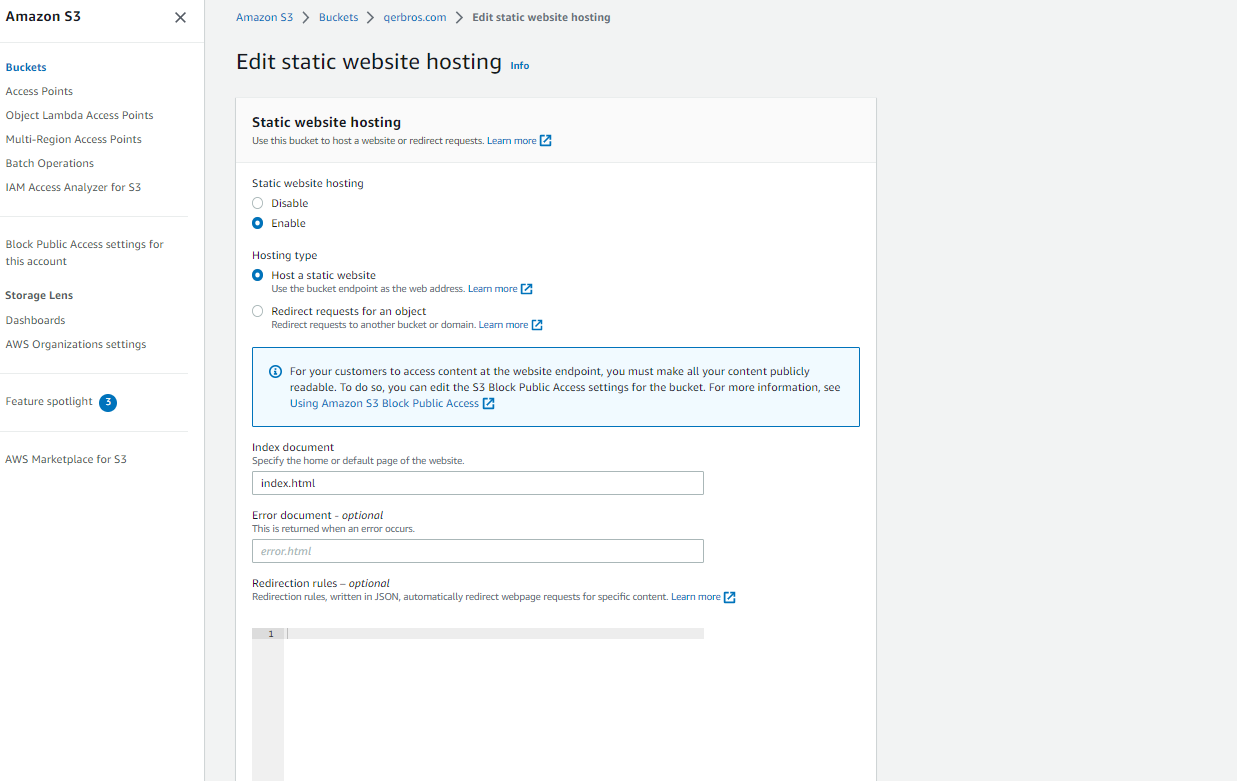 Amazon S3
Buckets
Access Points
Object Lambda Access Points
Multi-Region Access Points
Batch Operations
IAM Access Analyzer for S3
Block Public Access settings for
this account
Storage Lens
Dashboards
AWS Organizations settings
Feature spotlight 3
AWS Marketplace for S3
Amazon S3 > Buckets > qerbros.com > Edit static website hosting
Edit static website hosting Info
Static website hosting
Use this bucket to host a website or redirect requests. Learn more
Static website hosting
Disable
Enable
Hosting type
Host a static website
Use the bucket endpoint as the web address. Learn more
Redirect requests for an object
Redirect requests to another bucket or domain. Learn more
For your customers to access content at the website endpoint, you must make all your content publicly
readable. To do so, you can edit the S3 Block Public Access settings for the bucket. For more information, see
Using Amazon S3 Block Public Access
Index document
Specify the home or default page of the website.
index.html
Error document - optional
This is returned when an error occurs.
error.html
Redirection rules – optional
Redirection rules, written in JSON, automatically redirect webpage requests for specific content. Learn more
1